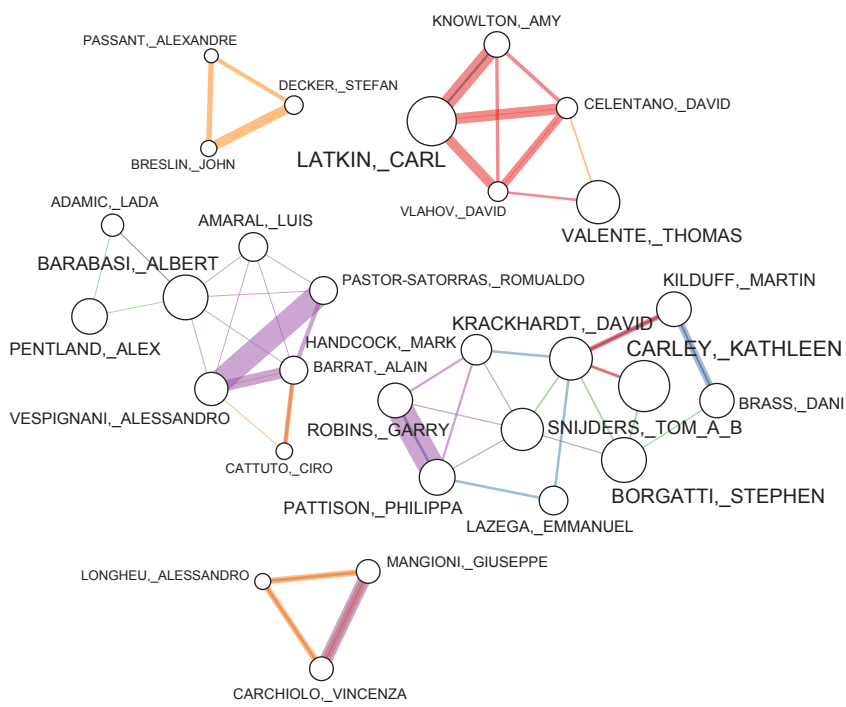 KNOWLTON,_AMY
PASSANT,_ALEXANDRE
DECKER,_STEFAN
CELENTANO,_DAVID
BRESLIN,_JOHN
LATKIN,_CARL
VLAHOV,_DAVID
ADAMIC,_LADA
AMARAL,_LUIS
VALENTE,_THOMAS
BARABASI,_ALBERT
PASTOR-SATORRAS,_ROMUALDO
KILDUFF,_MARTIN
KRACKHARDT,_DAVID
HANDCOCK,_MARK
PENTLAND,_ALEX
CARLEY,_KATHLEEN
BARRAT,_ALAIN
BRASS,_DANI
VESPIGNANI,_ALESSANDRO
SNIJDERS,_TOM_A_B
ROBINS,_GARRY
CATTUTO,_CIRO
BORGATTI,_STEPHEN
PATTISON,_PHILIPPA
LAZEGA,_EMMANUEL
MANGIONI,_GIUSEPPE
LONGHEU,_ALESSANDRO
CARCHIOLO,_VINCENZA